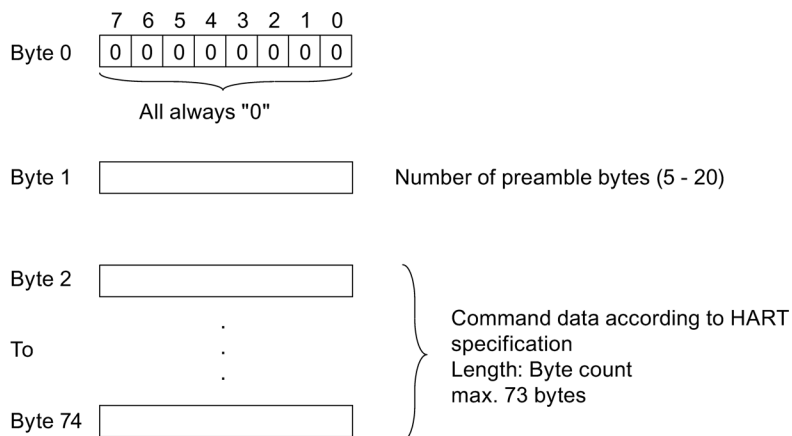 7 6 5 4 3 2 1 0
Byte 0 0 0 0 0 0 0 0 0
All always "0"
Byte 1 Number of preamble bytes (5 - 20)
Byte 2
.
To .
.
Command data according to HART
specification
Length: Byte count
max. 73 bytes
Byte 74